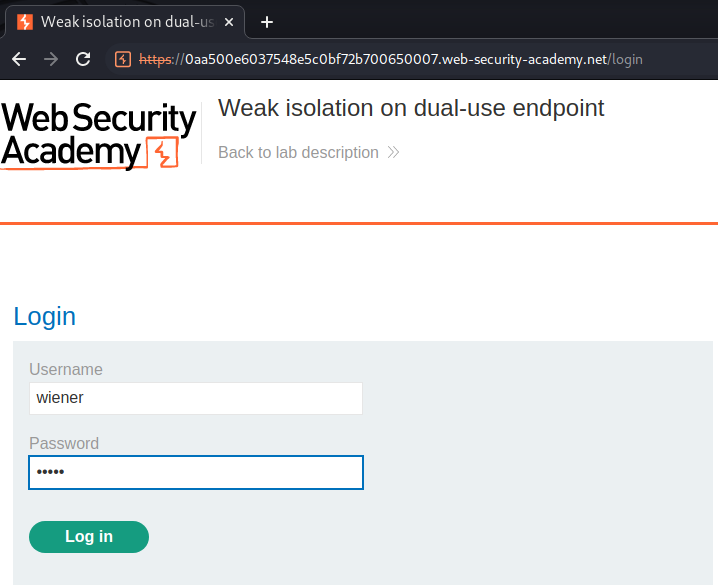 Weak isolation on dual-us
https://0aa500e6037548e5c0bf72b700650007.web-security-academy.net/login
Web Security
Academy
Weak isolation on dual-use endpoint
Back to lab description
Login
Username
wiener
Password
•••••
Log in